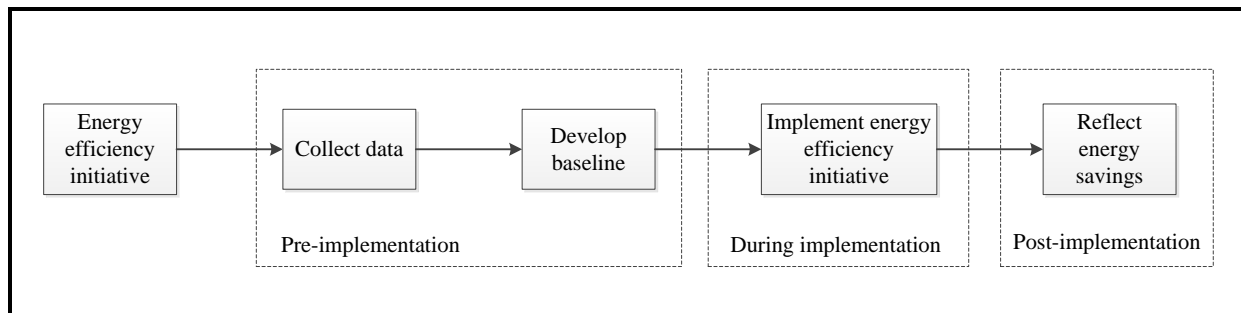 Energy
efficiency
initiative
Collect data
Develop
baseline
Implement energy
efficiency
initiative
Reflect
energy
savings
Pre-implementation
During implementation
Post-implementation